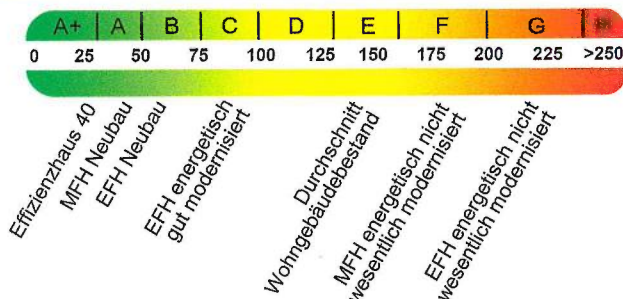 A+ A B C D E F G H
0 25 50 75 100 125 150 175 200 225 >250
Effizienzhaus 40
MFH Neubau
EFH Neubau
EFH energetisch
gut modernisiert
Durchschnitt
Wohngebäudebestand
MFH energetisch nicht
wesentlich modernisiert
EFH energetisch nicht
wesentlich modernisiert